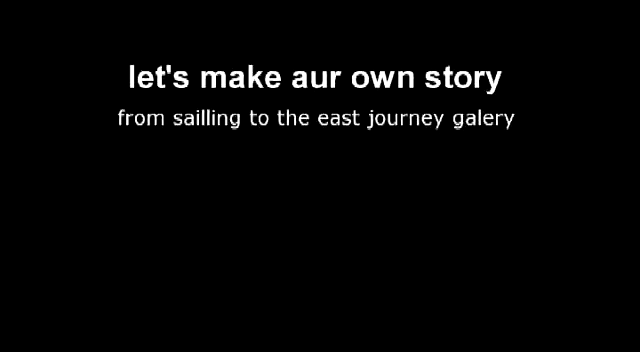 let's make aur own story
from sailling to the east journey galery